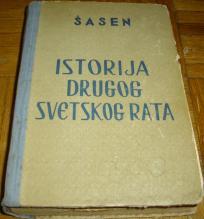 ŠASEN
ISTORIJA
DRUGOG
SVETSKOG RATA